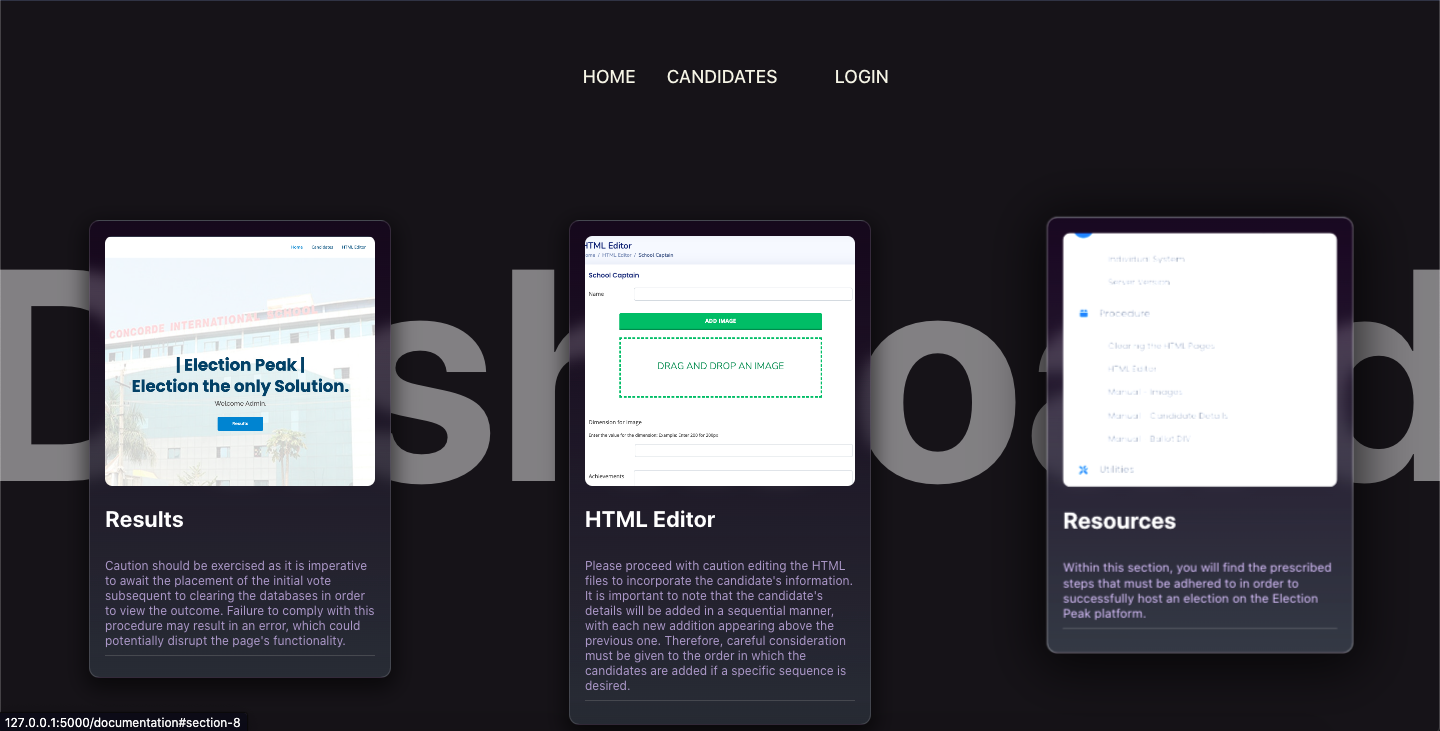 HOME CANDIDATES LOGIN
Dashboard
Home Candidates HTML Editor
CONCORDE INTERNATIONAL SCHOOL
| Election Peak |
Election the only Solution.
Welcome Admin.
Results
Results
Caution should be exercised as it is imperative
to await the placement of the initial vote
subsequent to clearing the databases in order
to view the outcome. Failure to comply with this
procedure may result in an error, which could
potentially disrupt the page's functionality.
HTML Editor
ome / HTML Editor / School Captain
School Captain
Name
ADD IMAGE
DRAG AND DROP AN IMAGE
Dimension for image
Enter the value for the dimension. Example: Enter 200 for 200px
Achievements
HTML Editor
Please proceed with caution editing the HTML
files to incorporate the candidate's information.
It is important to note that the candidate's
details will be added in a sequential manner,
with each new addition appearing above the
previous one. Therefore, careful consideration
must be given to the order in which the
candidates are added if a specific sequence is
desired.
Individual System
Server Version
Procedure
Clearing the HTML Pages
HTML Editor
Manual - Images
Manual - Candidate Details
Manual - Ballot DIV
Utilities
Resources
Within this section, you will find the prescribed
steps that must be adhered to in order to
successfully host an election on the Election
Peak platform.
127.0.0.1:5000/documentation#section-8